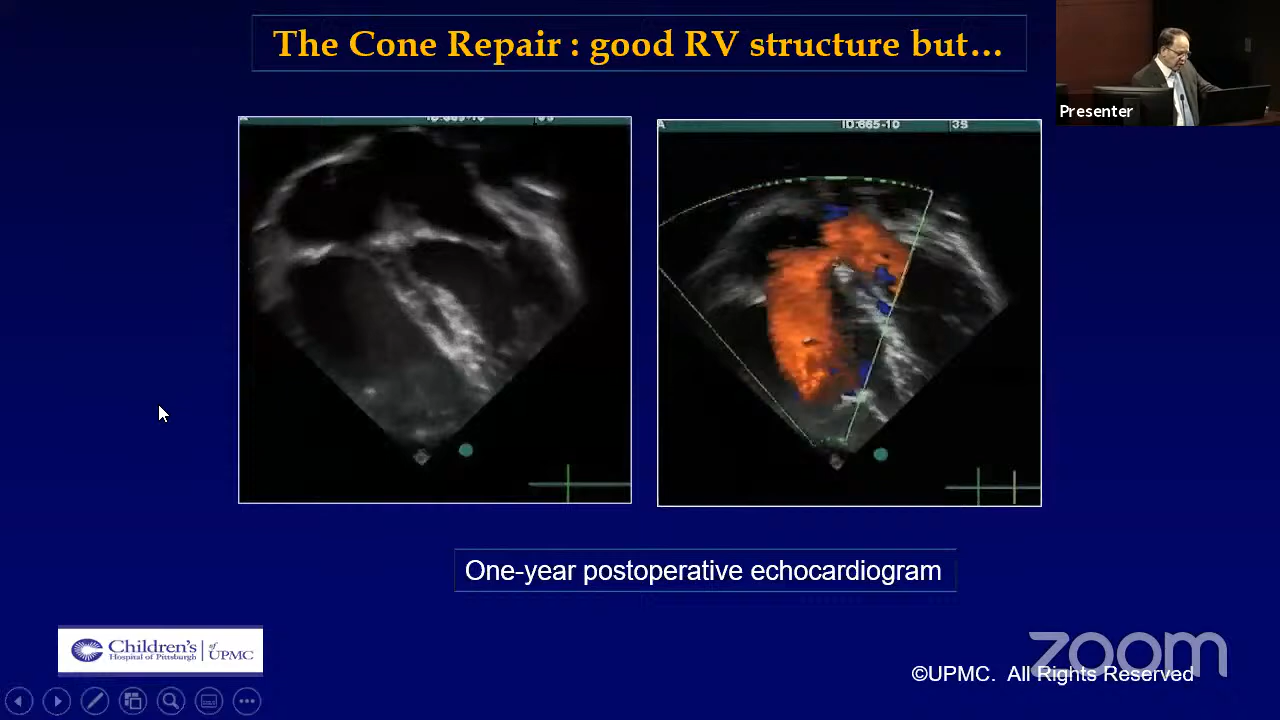 The Cone Repair : good RV structure but...
Presenter
A
3S
A
ID:665-10
3S
One-year postoperative echocardiogram
Children's
Hospital of Pittsburgh
of
UPMC
zoom
©UPMC. All Rights Reserved